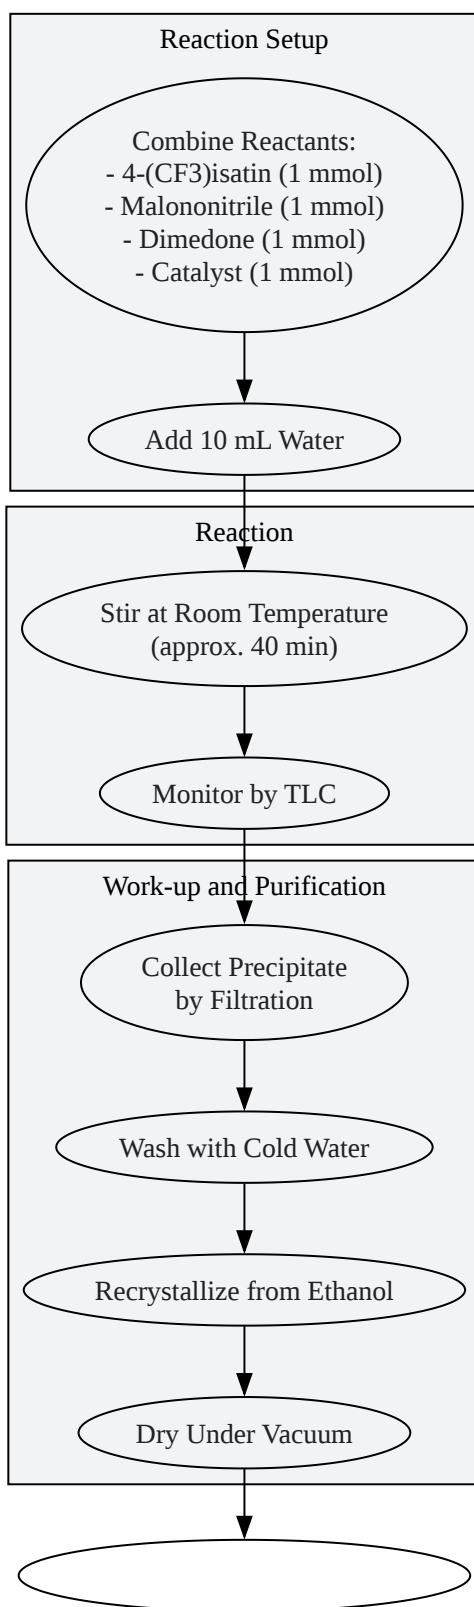 Reaction Setup
Combine Reactants:
- 4-(CF3)isatin (1 mmol)
- Malononitrile (1 mmol)
- Dimedone (1 mmol)
- Catalyst (1 mmol)
Add 10 mL Water
Reaction
Stir at Room Temperature
(approx. 40 min)
Monitor by TLC
Work-up and Purification
Collect Precipitate
by Filtration
Wash with Cold Water
Recrystallize from Ethanol
Dry Under Vacuum